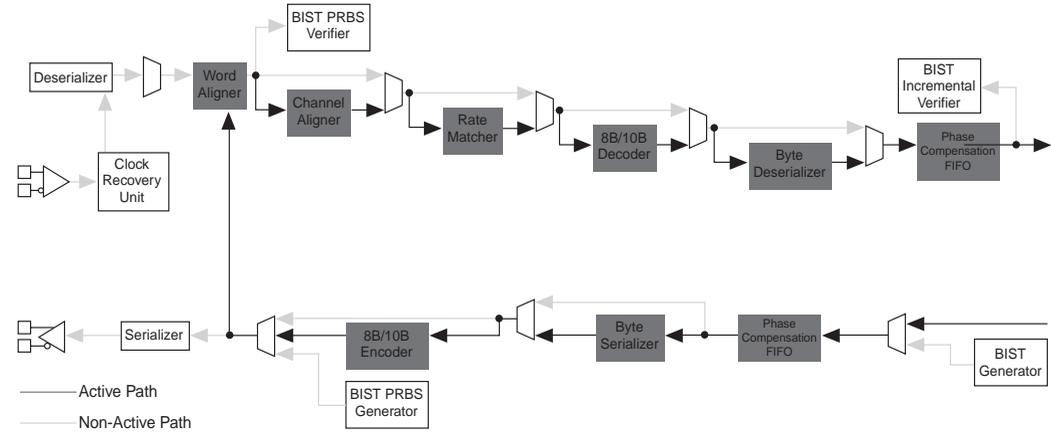 BIST PRBS
Verifier
Deserializer
Word
Aligner
Channel
Aligner
Rate
Matcher
8B/10B
Decoder
Byte
Deserializer
BIST
Incremental
Verifier
Phase
Compensation
FIFO
Clock
Recovery
Unit
Serializer
8B/10B
Encoder
BIST PRBS
Generator
Byte
Serializer
Phase
Compensation
FIFO
BIST
Generator
Active Path
Non-Active Path